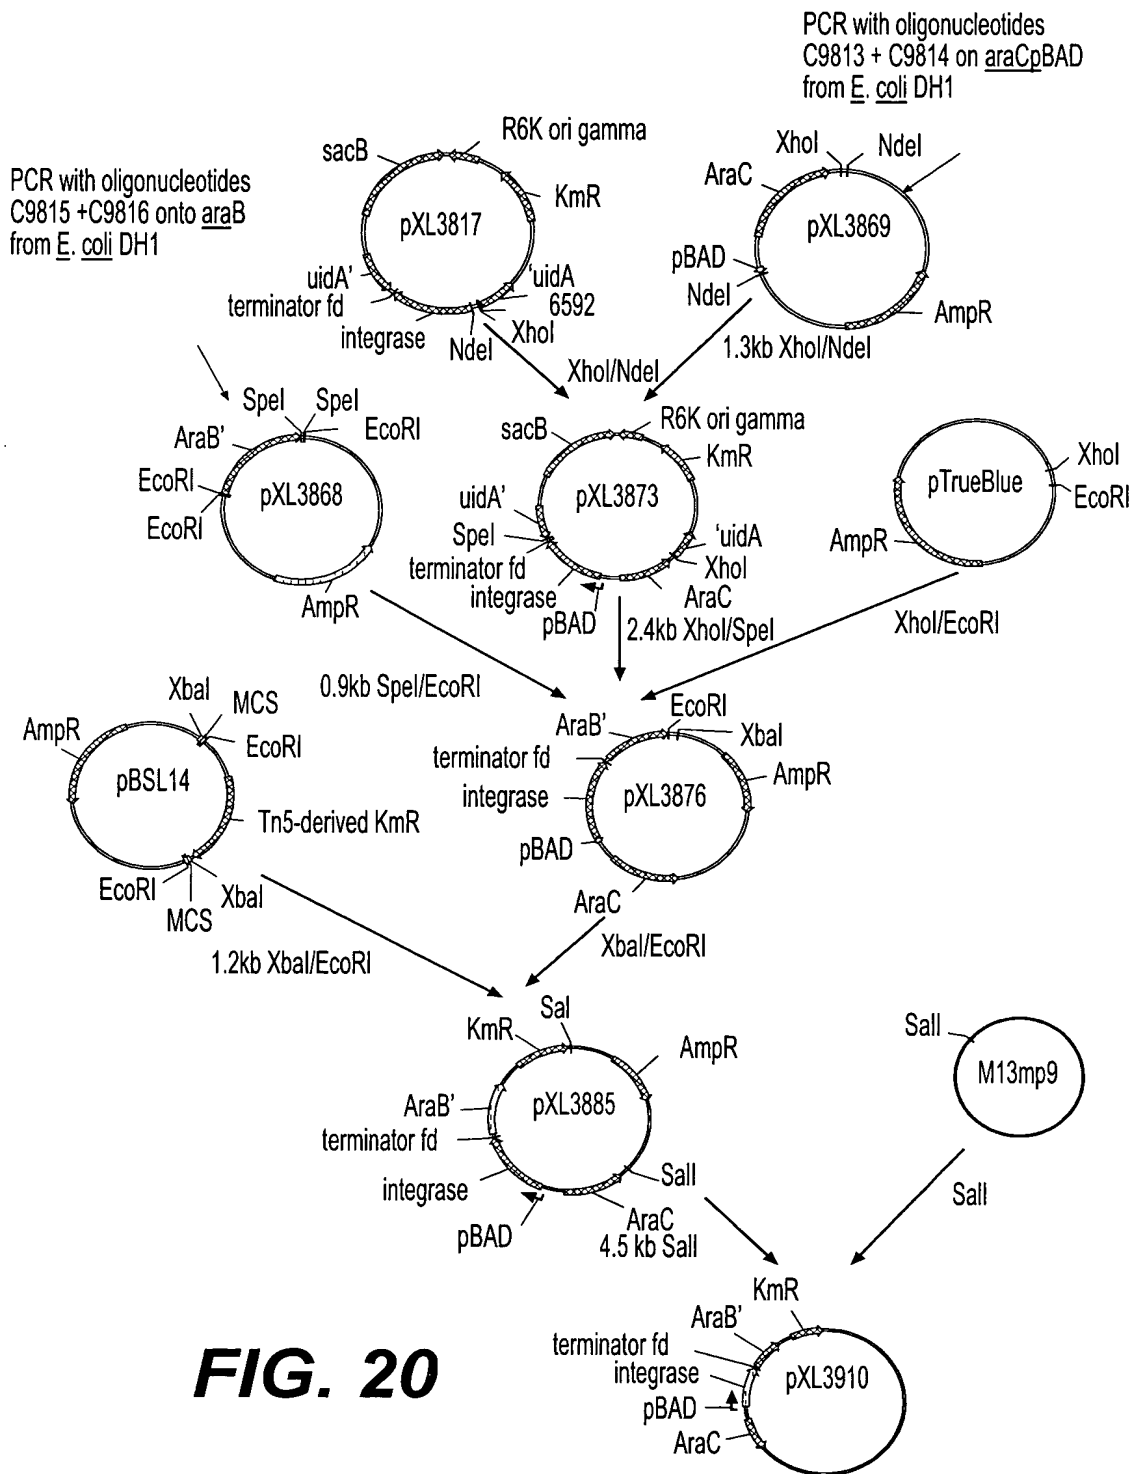 PCR with oligonucleotides
C9813 + C9814 on araCpBAD
from E. coli DH1
PCR with oligonucleotides
C9815 +C9816 onto araB
from E. coli DH1
sacB
R6K ori gamma
KmR
pXL3817
uidA'
terminator fd
integrase
NdeI
XhoI
6592
'uidA
XhoI
NdeI
AraC
pXL3869
pBAD
NdeI
AmpR
1.3kb XhoI/NdeI
XhoI/NdeI
SpeI
SpeI
EcoRI
AraB'
EcoRI
EcoRI
pXL3868
AmpR
sacB
R6K ori gamma
KmR
pXL3873
uidA'
SpeI
terminator fd
integrase
pBAD
'uidA
XhoI
AraC
pTrueBlue
XhoI
EcoRI
AmpR
2.4kb XhoI/SpeI
XhoI/EcoRI
0.9kb SpeI/EcoRI
XbaI
MCS
EcoRI
AmpR
pBSL14
Tn5-derived KmR
EcoRI
MCS
XbaI
AraB'
EcoRI
XbaI
terminator fd
AmpR
integrase
pXL3876
pBAD
AraC
1.2kb XbaI/EcoRI
XbaI/EcoRI
KmR
Sal
AmpR
AraB'
pXL3885
terminator fd
integrase
pBAD
SalI
AraC
4.5 kb SalI
SalI
M13mp9
SalI
KmR
AraB'
terminator fd
integrase
pXL3910
pBAD
AraC
FIG. 20